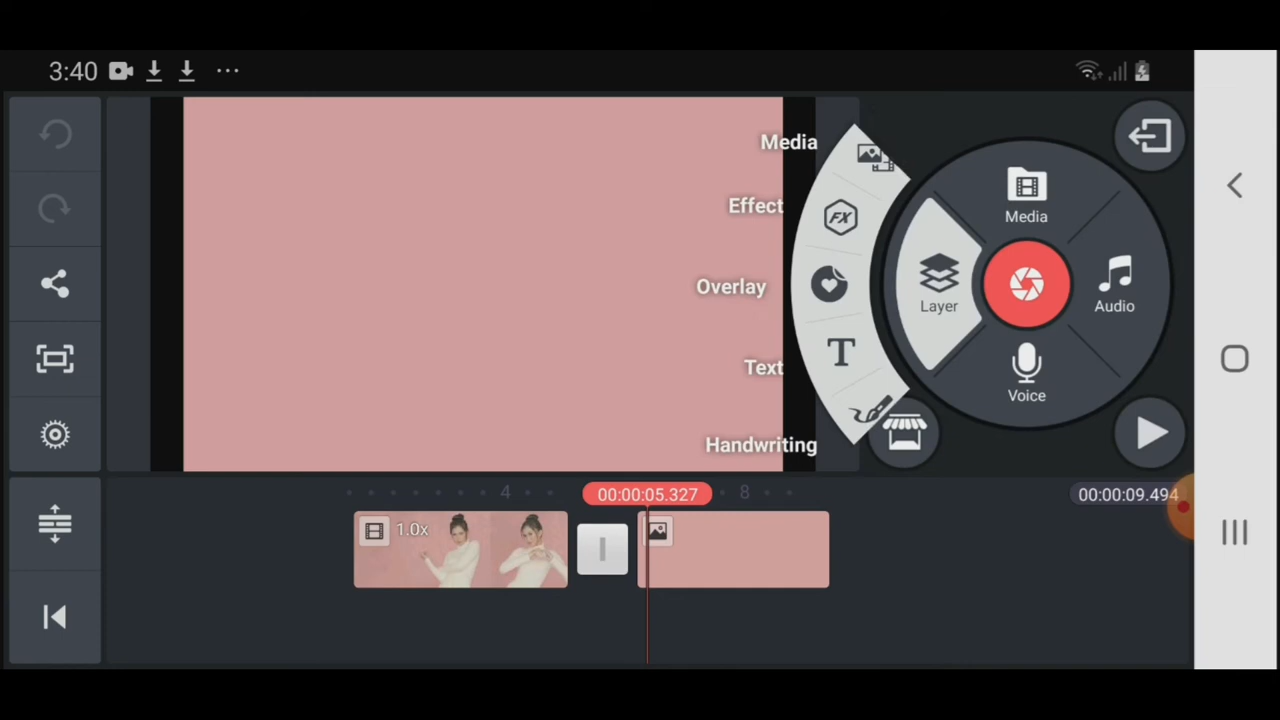 3:40
Media
Effect
Overlay
Text
Handwriting
FX
T
Media
Layer
Audio
Voice
4
00:00:05.327
8
00:00:09.494
1.0x